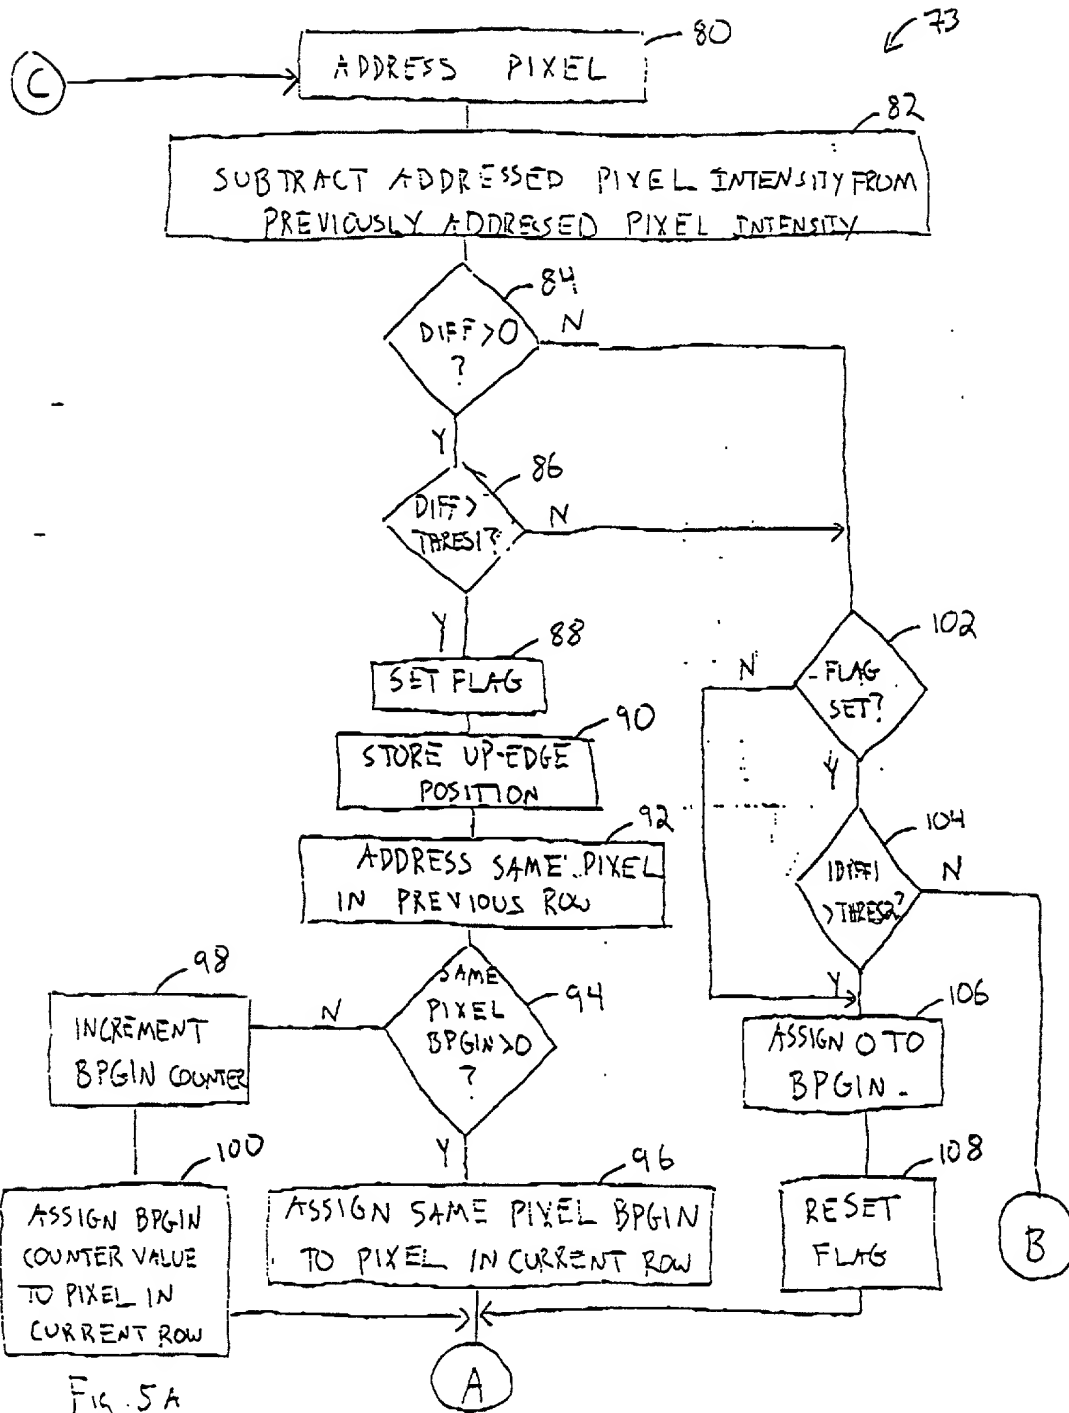 73
C
80
ADDRESS PIXEL
82
SUBTRACT ADDRESSED PIXEL INTENSITY FROM
PREVIOUSLY ADDRESSED PIXEL INTENSITY
84
DIFF >0
?
N
Y
86
DIFF >
THRES1?
N
Y
88
SET FLAG
90
STORE UP-EDGE
POSITION
92
ADDRESS SAME PIXEL
IN PREVIOUS ROW
94
SAME
PIXEL
BPGIN >0
?
N
Y
98
INCREMENT
BPGIN COUNTER
100
ASSIGN BPGIN
COUNTER VALUE
TO PIXEL IN
CURRENT ROW
96
ASSIGN SAME PIXEL BPGIN
TO PIXEL IN CURRENT ROW
102
FLAG
SET?
N
Y
104
|DIFF|
>THRES2?
N
Y
106
ASSIGN 0 TO
BPGIN
108
RESET
FLAG
B
A
FIG. 5A